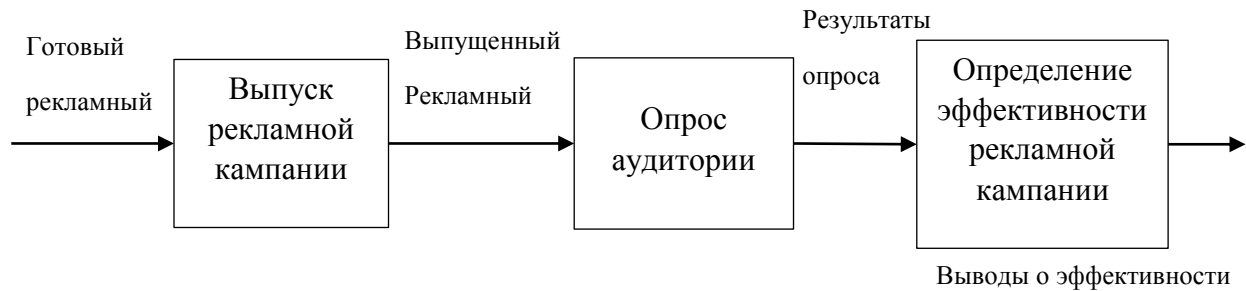 Готовый
рекламный
Выпуск
рекламной
кампании
Выпущенный
Рекламный
Опрос
аудитории
Результаты
опроса
Определение
эффективности
рекламной
кампании
Выводы о эффективности